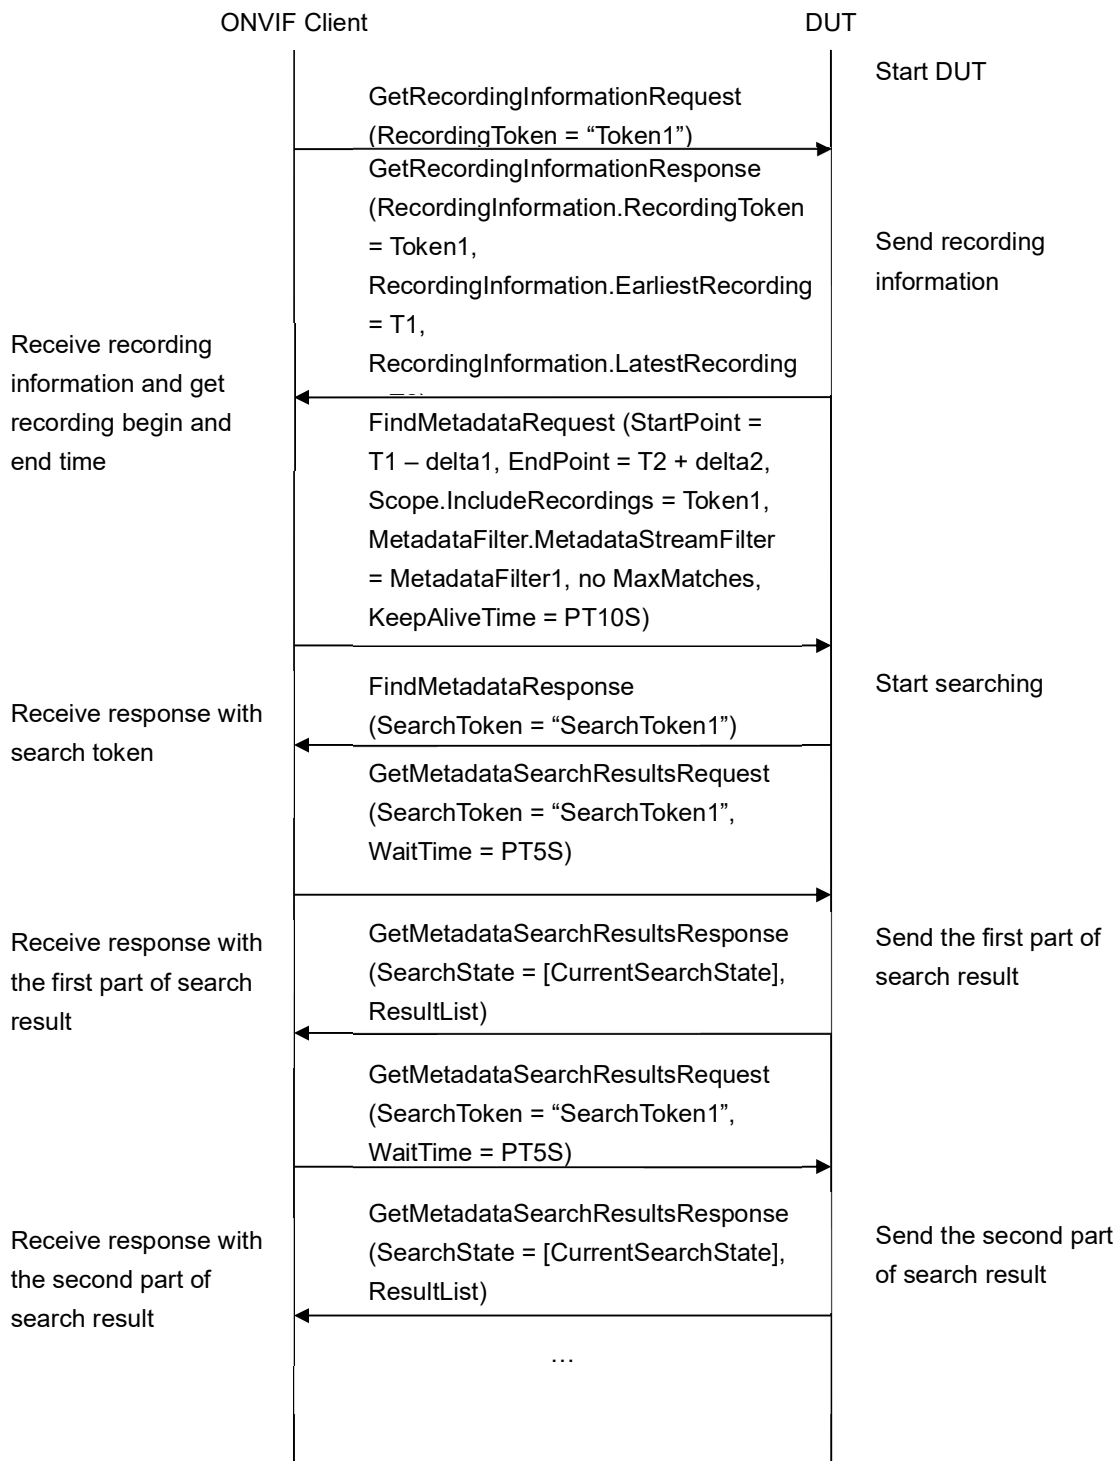 ONVIF Client
DUT
Start DUT
GetRecordingInformationRequest
(RecordingToken = “Token1”)
GetRecordingInformationResponse
(RecordingInformation.RecordingToken
= Token1,
RecordingInformation.EarliestRecording
= T1,
RecordingInformation.LatestRecording
Send recording
information
Receive recording
information and get
recording begin and
end time
FindMetadataRequest (StartPoint =
T1 – delta1, EndPoint = T2 + delta2,
Scope.IncludeRecordings = Token1,
MetadataFilter.MetadataStreamFilter
= MetadataFilter1, no MaxMatches,
KeepAliveTime = PT10S)
Start searching
FindMetadataResponse
(SearchToken = “SearchToken1”)
Receive response with
search token
GetMetadataSearchResultsRequest
(SearchToken = “SearchToken1”,
WaitTime = PT5S)
Receive response with
the first part of search
result
GetMetadataSearchResultsResponse
(SearchState = [CurrentSearchState],
ResultList)
Send the first part of
search result
GetMetadataSearchResultsRequest
(SearchToken = “SearchToken1”,
WaitTime = PT5S)
Receive response with
the second part of
search result
GetMetadataSearchResultsResponse
(SearchState = [CurrentSearchState],
ResultList)
Send the second part
of search result
…